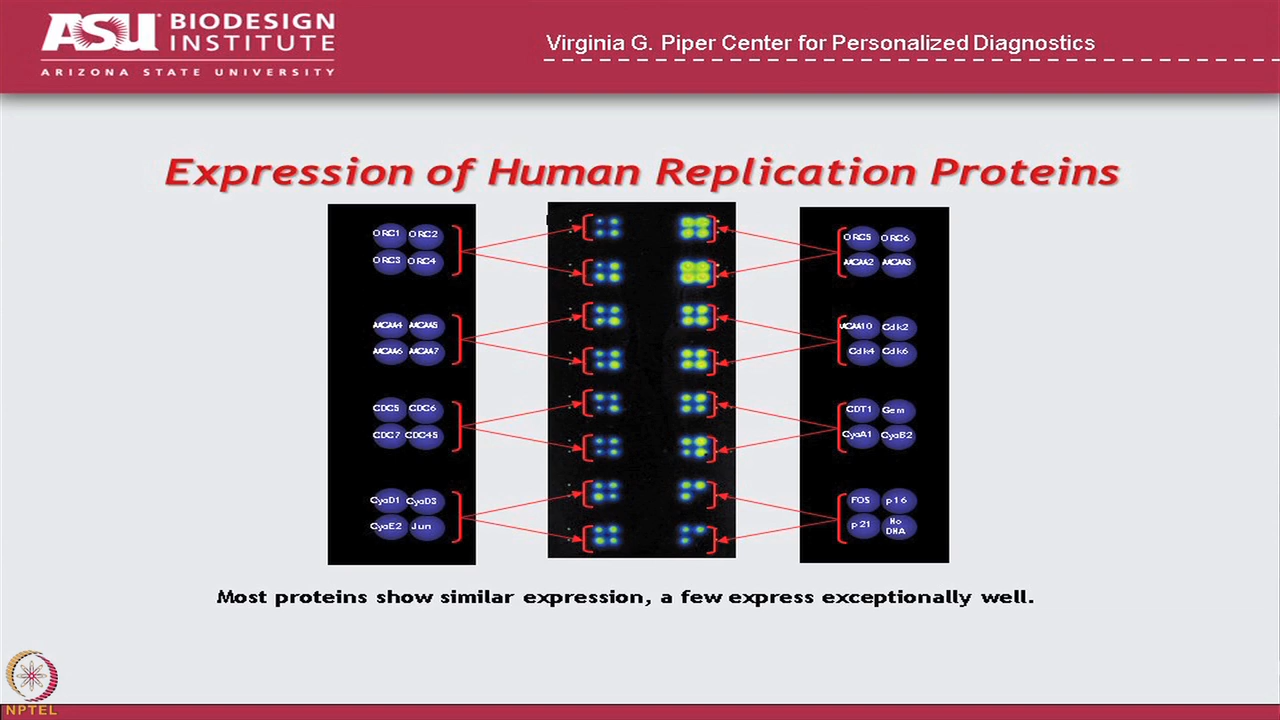 ASU BIODESIGN INSTITUTE
ARIZONA STATE UNIVERSITY
Virginia G. Piper Center for Personalized Diagnostics
Expression of Human Replication Proteins
ORC1 ORC2
ORC3 ORC4
MCM4 MCM5
MCM6 MCM7
CDC5 CDC6
CDC7 CDC45
CycD1 CycD3
CycE2 Jun
ORC5 ORC6
MCM2 MCM3
MCM10 Cdk2
Cdk4 Cdk6
CDT1 Gem
CycA1 CycB2
FOS p16
p21 No DNA
Most proteins show similar expression, a few express exceptionally well.
NPTEL